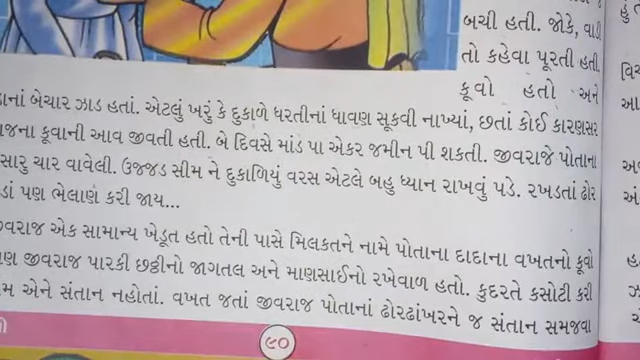 બચી હતી. જોકે, વાડી
તો કહેવા પૂરતી હતી.
કૂવો હતો અને
બેચાર ઝાડ હતાં. એટલું ખરું કે દુકાળે ધરતીનાં ધાવણ સૂકવી નાખ્યાં, છતાં કોઈ કારણસર
કૂવાની આવ જીવતી હતી. બે દિવસે માંડ પા એકર જમીન પી શકતી. જીવરાજે પોતાના
સારુ ચાર વાવેલી. ઉજ્જડ સીમ ને દુકાળિયું વરસ એટલે બહુ ધ્યાન રાખવું પડે. રખડતાં ઢોર
પણ ભેલાણ કરી જાય...
જીવરાજ એક સામાન્ય ખેડૂત હતો તેની પાસે મિલકતને નામે પોતાના દાદાના વખતનો કૂવો
પણ જીવરાજ પારકી છઠ્ઠીનો જાગતલ અને માણસાઈનો રખેવાળ હતો. કુદરતે કસોટી કરી
એને સંતાન નહોતાં. વખત જતાં જીવરાજ પોતાનાં ઢોરઢાંખરને જ સંતાન સમજવા
૯૦